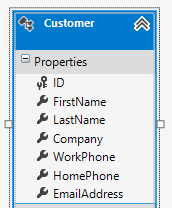 Customer
Properties
ID
FirstName
LastName
Company
WorkPhone
HomePhone
EmailAddress